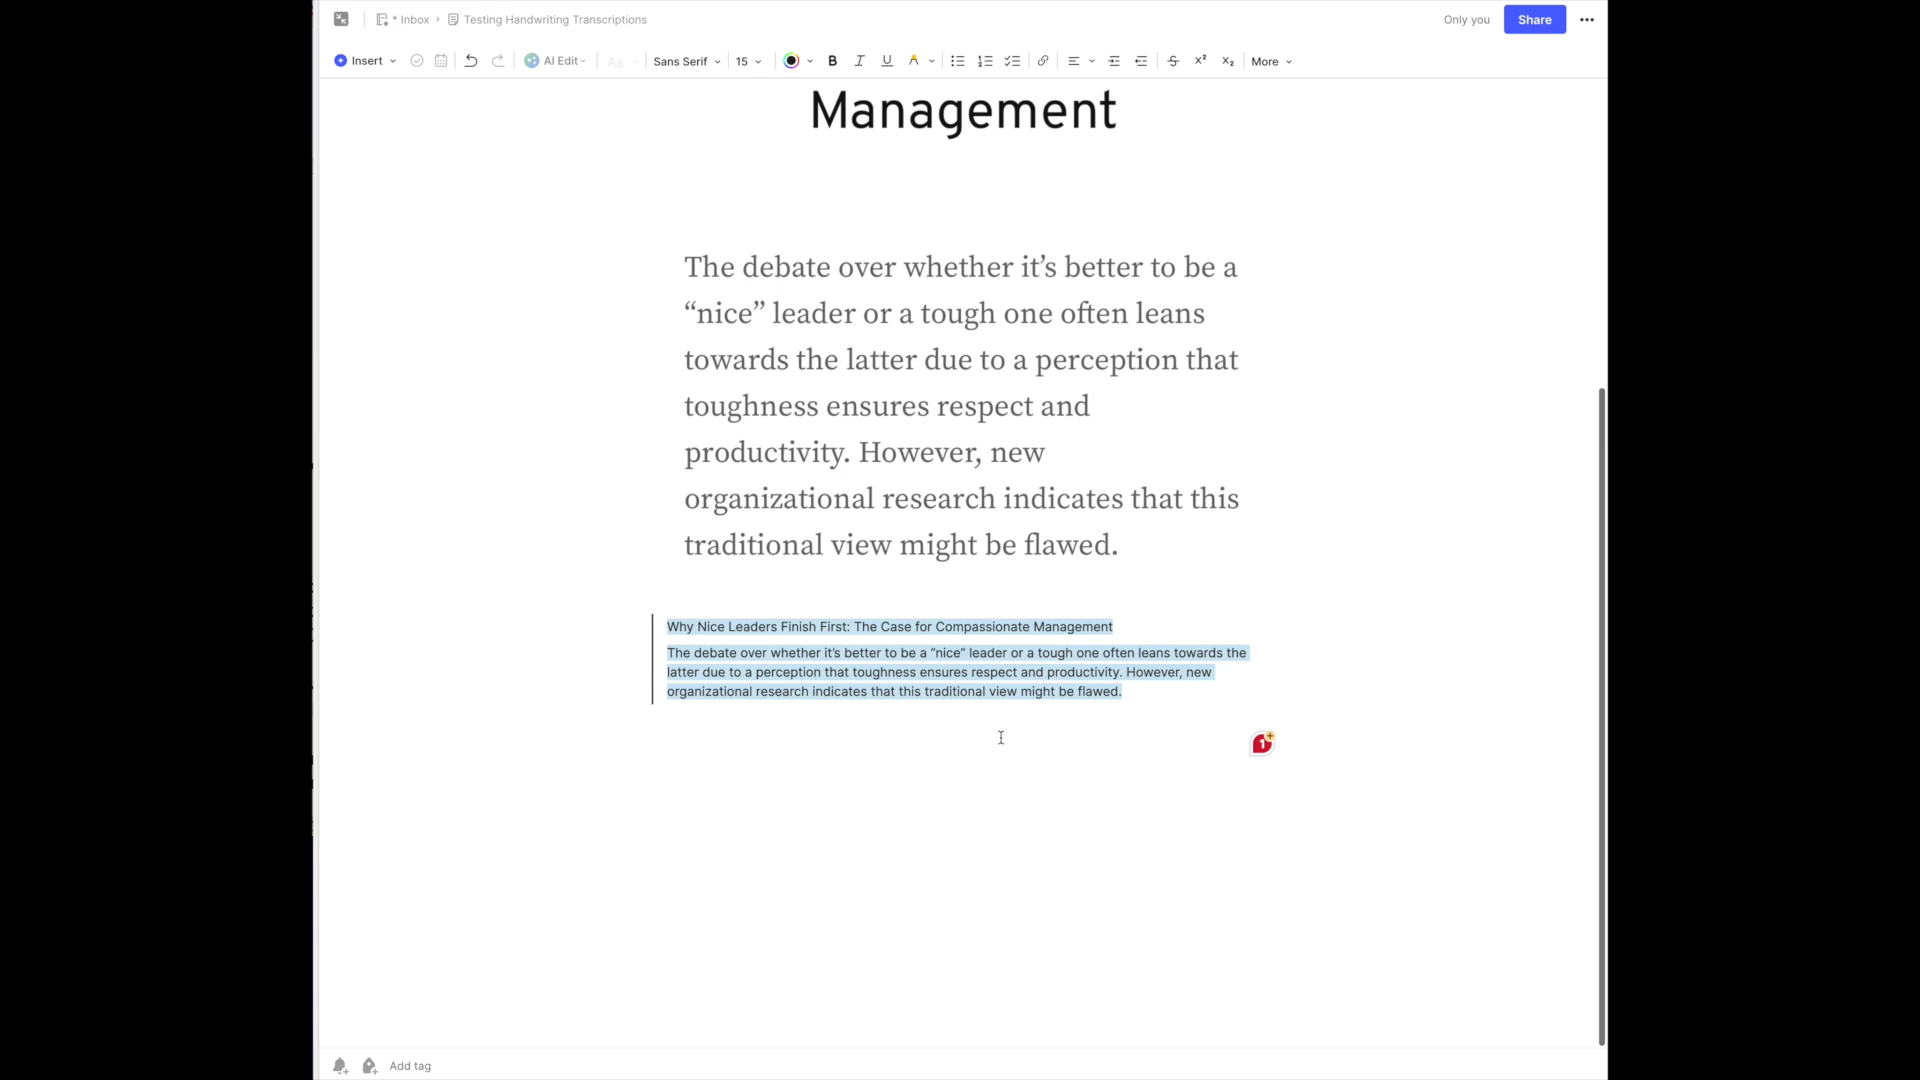 * Inbox › Testing Handwriting Transcriptions
Only you
Share
Insert
AI Edit
Aa
Sans Serif
15
B I U A
X² X₂
More
Management
The debate over whether it’s better to be a
“nice” leader or a tough one often leans
towards the latter due to a perception that
toughness ensures respect and
productivity. However, new
organizational research indicates that this
traditional view might be flawed.
Why Nice Leaders Finish First: The Case for Compassionate Management
The debate over whether it’s better to be a “nice” leader or a tough one often leans towards the
latter due to a perception that toughness ensures respect and productivity. However, new
organizational research indicates that this traditional view might be flawed.
1
Add tag